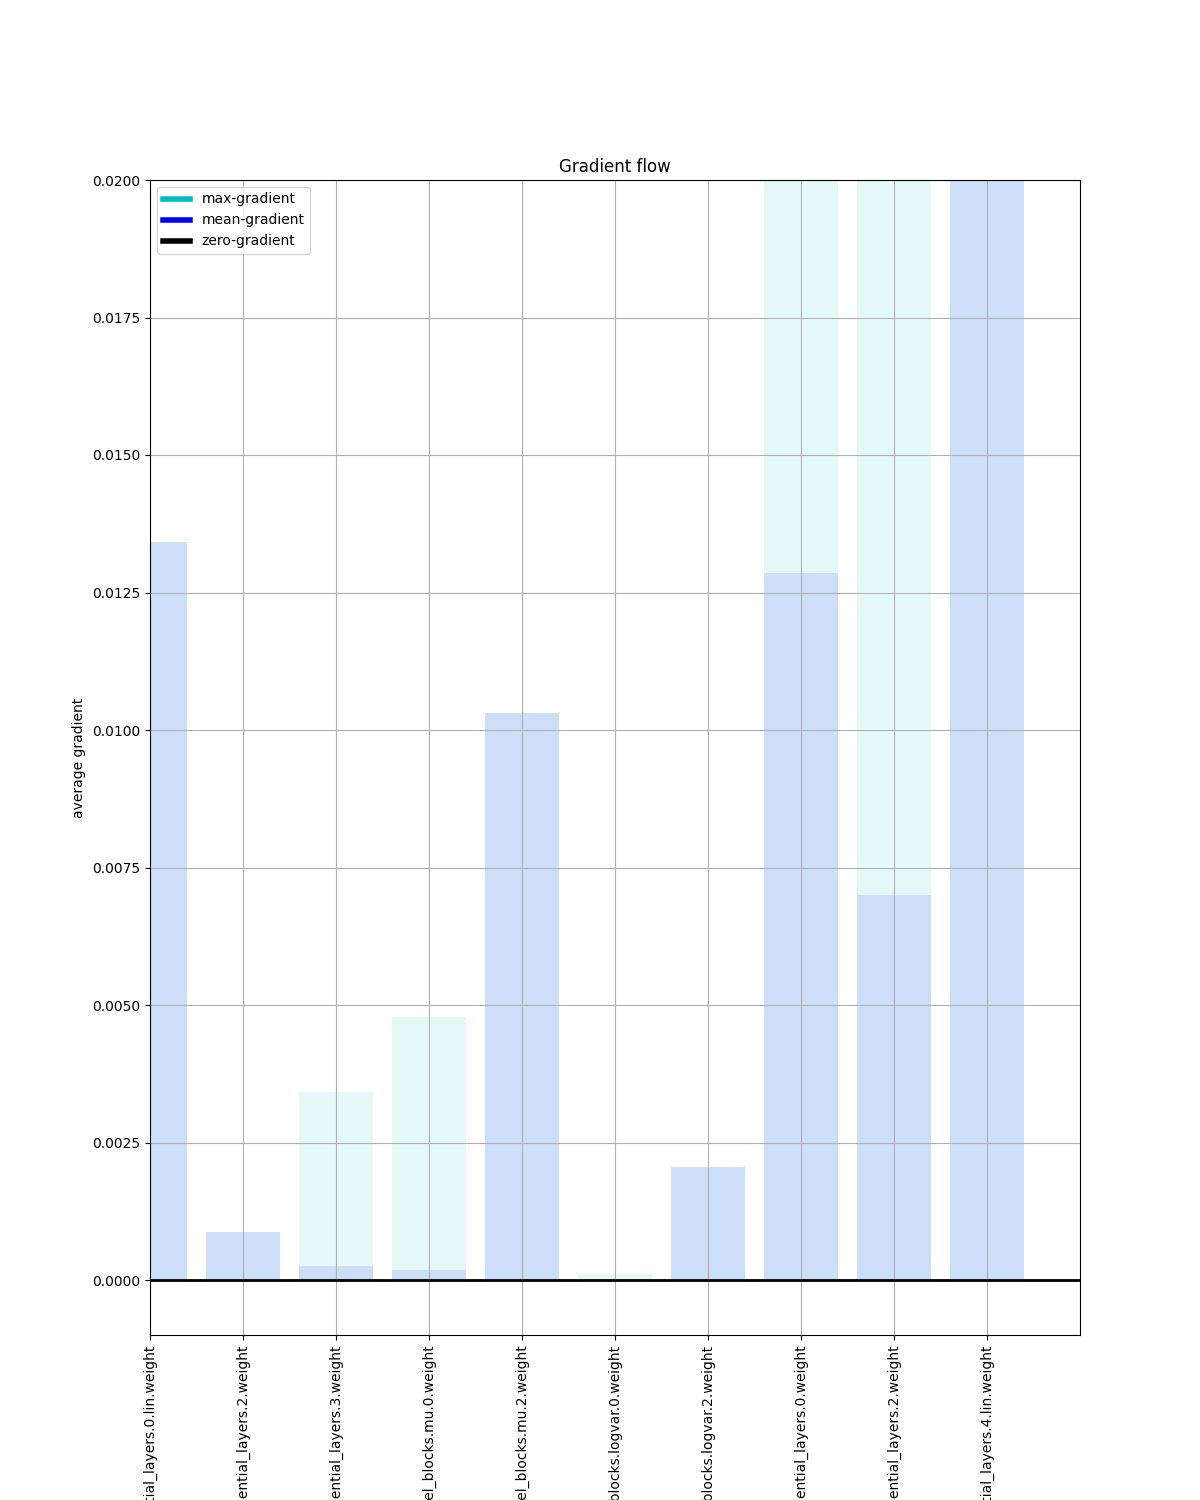 Gradient flow
max-gradient
mean-gradient
zero-gradient
0.0200
0.0175
0.0150
0.0125
0.0100
0.0075
0.0050
0.0025
0.0000
average gradient
tial_layers.0.lin.weight
ential_layers.2.weight
ential_layers.3.weight
el_blocks.mu.0.weight
el_blocks.mu.2.weight
blocks.logvar.0.weight
blocks.logvar.2.weight
ential_layers.0.weight
ential_layers.2.weight
tial_layers.4.lin.weight